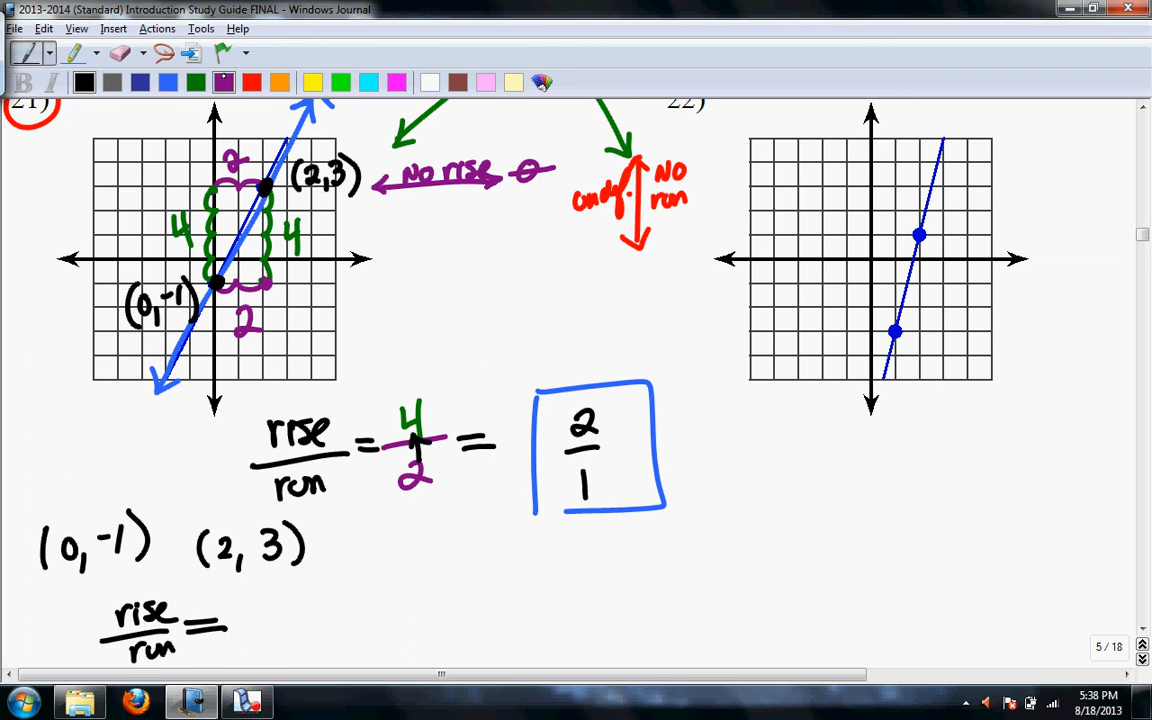 2013-2014 (Standard) Introduction Study Guide FINAL - Windows Journal
File Edit View Insert Actions Tools Help
B I
21)
22)
2
(2,3)
No rise
NO
run
4
4
(0,-1)
2
rise/run = 4/2 = 2/1
(0,-1) (2, 3)
rise/run =
5 / 18
5:38 PM
8/18/2013